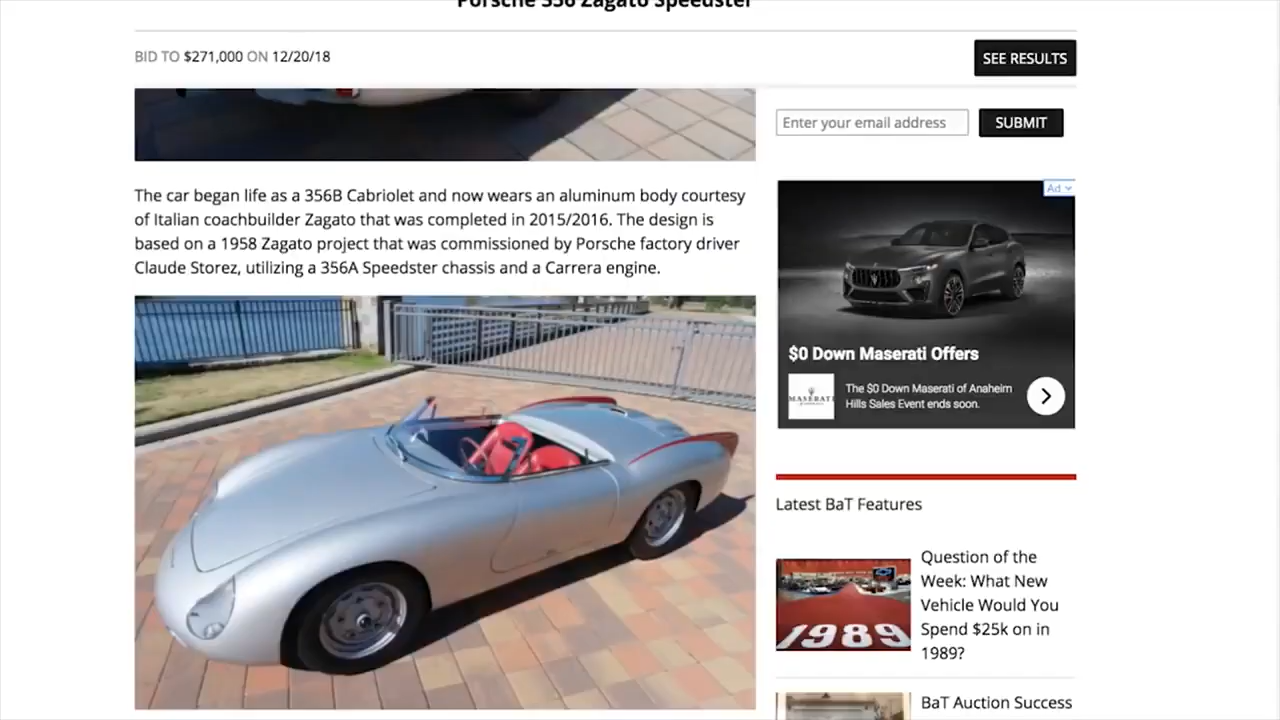 Porsche 356 Zagato Speedster
BID TO $271,000 ON 12/20/18
SEE RESULTS
Enter your email address
SUBMIT
The car began life as a 356B Cabriolet and now wears an aluminum body courtesy
of Italian coachbuilder Zagato that was completed in 2015/2016. The design is
based on a 1958 Zagato project that was commissioned by Porsche factory driver
Claude Storez, utilizing a 356A Speedster chassis and a Carrera engine.
Ad
$0 Down Maserati Offers
MASERATI
The $0 Down Maserati of Anaheim
Hills Sales Event ends soon.
Latest BaT Features
Question of the
Week: What New
Vehicle Would You
Spend $25k on in
1989?
1989
BaT Auction Success